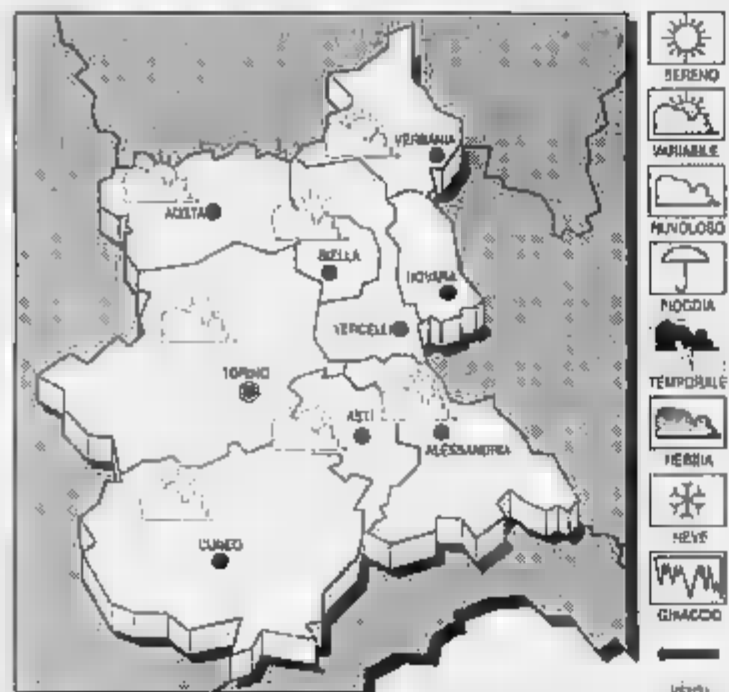 SERENO
VERBANIA
VARIABILE
AOSTA
NUVOLOSO
BIELLA
NOVARA
PIOGGIA
VERCELLI
TORINO
TEMPORALE
ASTI
ALESSANDRIA
NEBBIA
CUNEO
NEVE
GHIACCIO